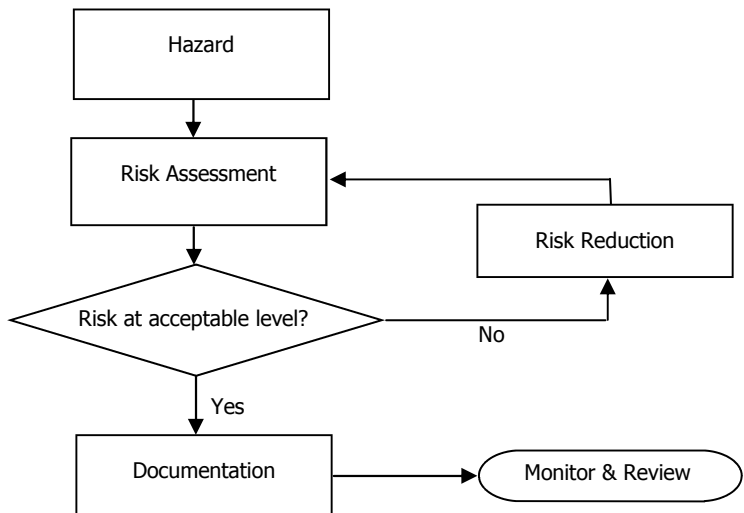 Hazard
Risk Assessment
Risk Reduction
Risk at acceptable level?
No
Yes
Documentation
Monitor & Review